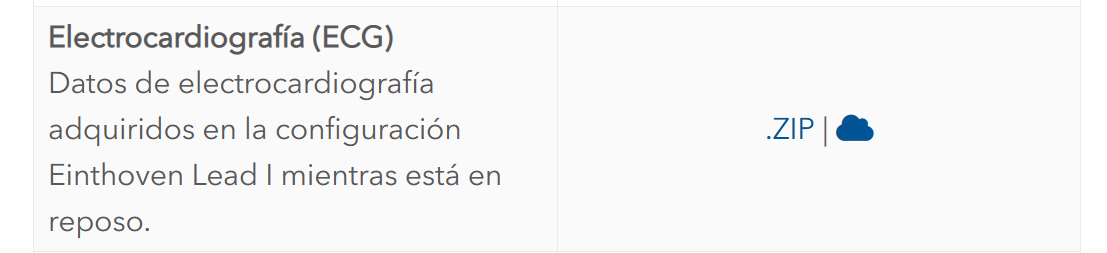 Electrocardiografía (ECG)
Datos de electrocardiografía
adquiridos en la configuración
Einthoven Lead I mientras está en
reposo.
.ZIP |